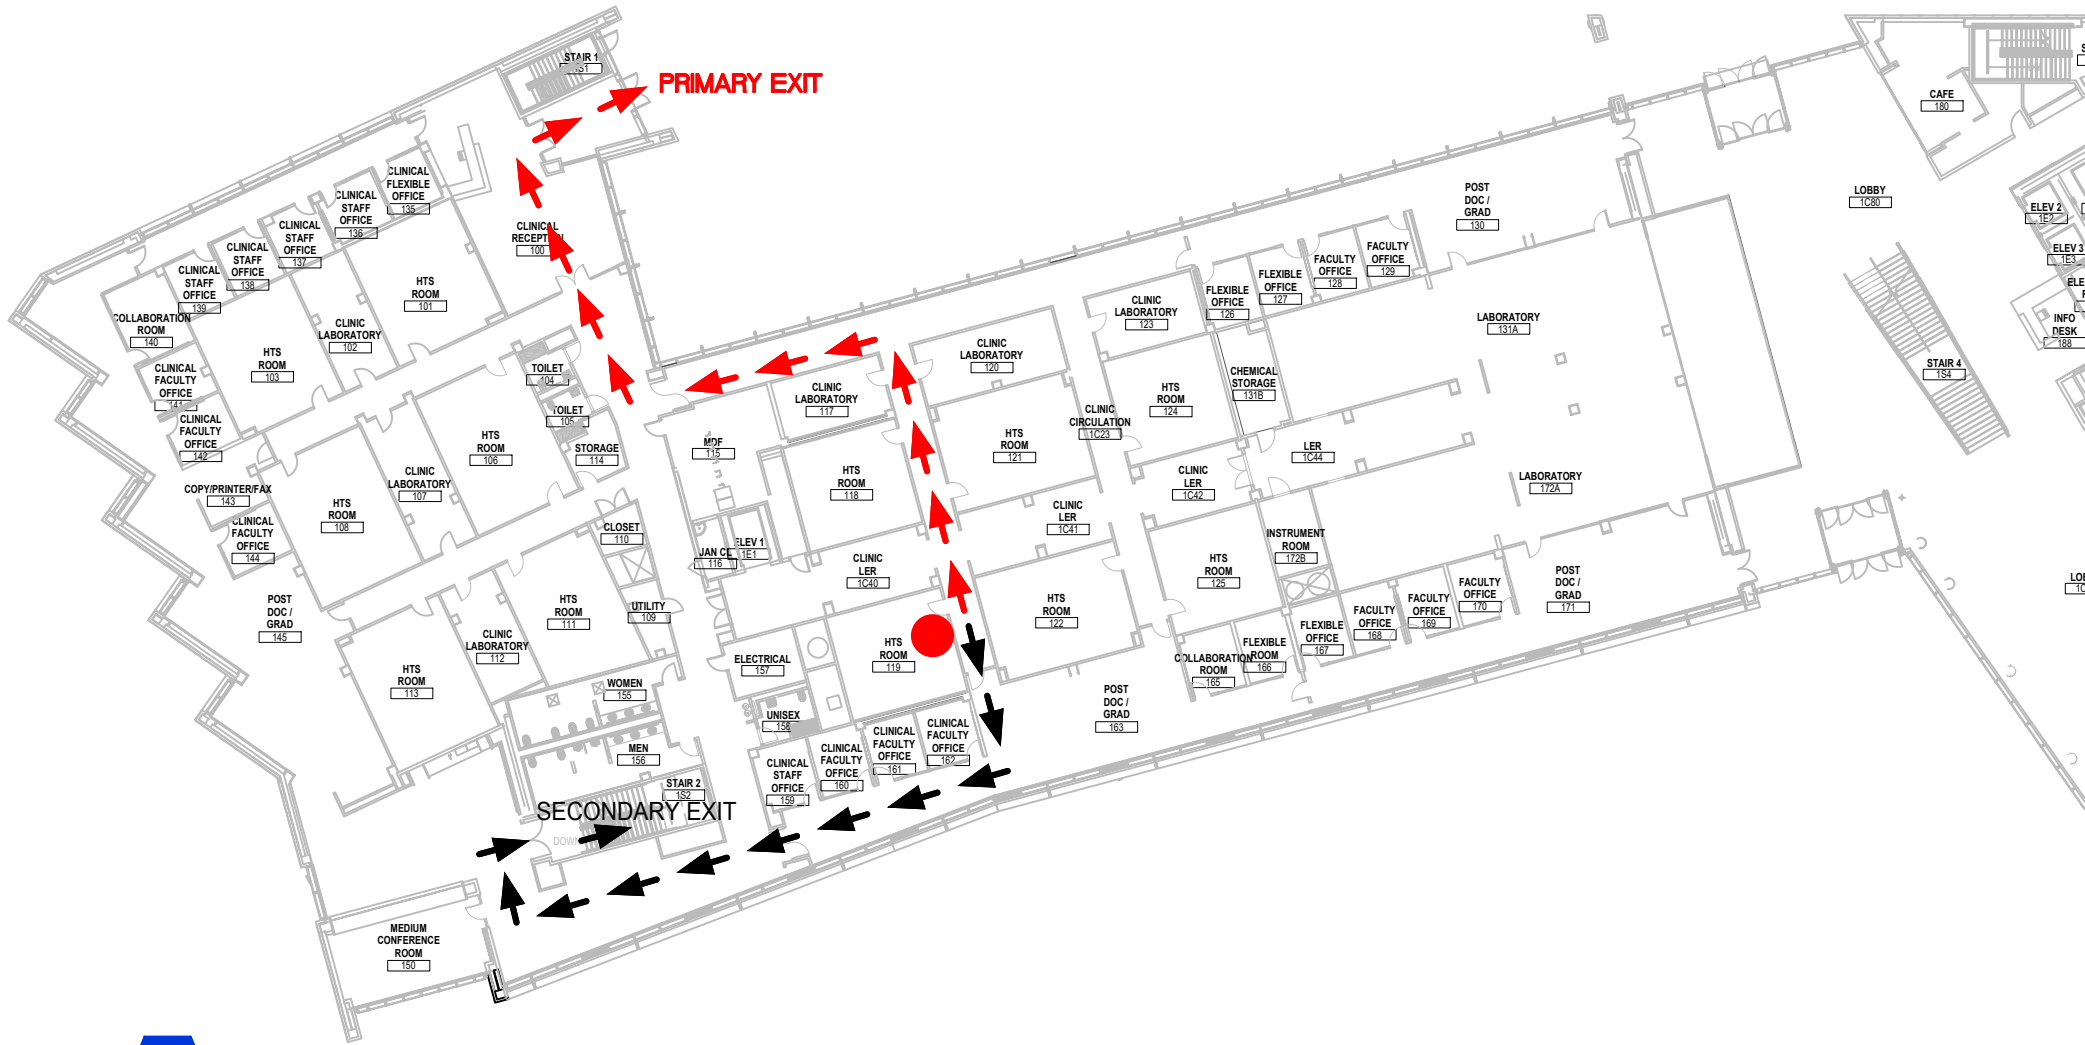 STAIR 1
1S1
PRIMARY EXIT
CAFE
180
CLINICAL
FLEXIBLE
OFFICE
135
CLINICAL
STAFF
OFFICE
136
CLINICAL
STAFF
OFFICE
137
CLINICAL
STAFF
OFFICE
138
CLINICAL
STAFF
OFFICE
139
COLLABORATION
ROOM
140
CLINICAL
FACULTY
OFFICE
141
CLINICAL
FACULTY
OFFICE
142
COPY/PRINTER/FAX
143
CLINICAL
FACULTY
OFFICE
144
CLINICAL
RECEPTION
100
HTS
ROOM
101
CLINIC
LABORATORY
102
HTS
ROOM
103
TOILET
104
TOILET
105
STORAGE
114
HTS
ROOM
106
CLINIC
LABORATORY
107
HTS
ROOM
108
CLOSET
110
UTILITY
109
HTS
ROOM
111
CLINIC
LABORATORY
112
HTS
ROOM
113
POST
DOC /
GRAD
145
WOMEN
155
MEN
156
STAIR 2
1S2
SECONDARY EXIT
DOWN
MEDIUM
CONFERENCE
ROOM
150
MDF
115
JAN CL
116
ELEV 1
1E1
CLINIC
LABORATORY
117
HTS
ROOM
118
CLINIC
LER
1C40
HTS
ROOM
119
ELECTRICAL
157
UNISEX
158
CLINICAL
STAFF
OFFICE
159
CLINICAL
FACULTY
OFFICE
160
CLINICAL
FACULTY
OFFICE
161
CLINICAL
FACULTY
OFFICE
162
CLINIC
LABORATORY
120
HTS
ROOM
121
CLINIC
LER
1C41
HTS
ROOM
122
POST
DOC /
GRAD
163
CLINIC
CIRCULATION
1C23
CLINIC
LABORATORY
123
HTS
ROOM
124
CLINIC
LER
1C42
HTS
ROOM
125
COLLABORATION
ROOM
165
FLEXIBLE
ROOM
166
FLEXIBLE
OFFICE
167
FACULTY
OFFICE
168
FACULTY
OFFICE
169
FACULTY
OFFICE
170
POST
DOC /
GRAD
171
FLEXIBLE
OFFICE
126
FLEXIBLE
OFFICE
127
FACULTY
OFFICE
128
FACULTY
OFFICE
129
POST
DOC /
GRAD
130
CHEMICAL
STORAGE
131B
LABORATORY
131A
LER
1C44
LABORATORY
172A
INSTRUMENT
ROOM
172B
LOBBY
1C80
ELEV 2
1E2
ELEV 3
1E3
INFO
DESK
188
STAIR 4
1S4